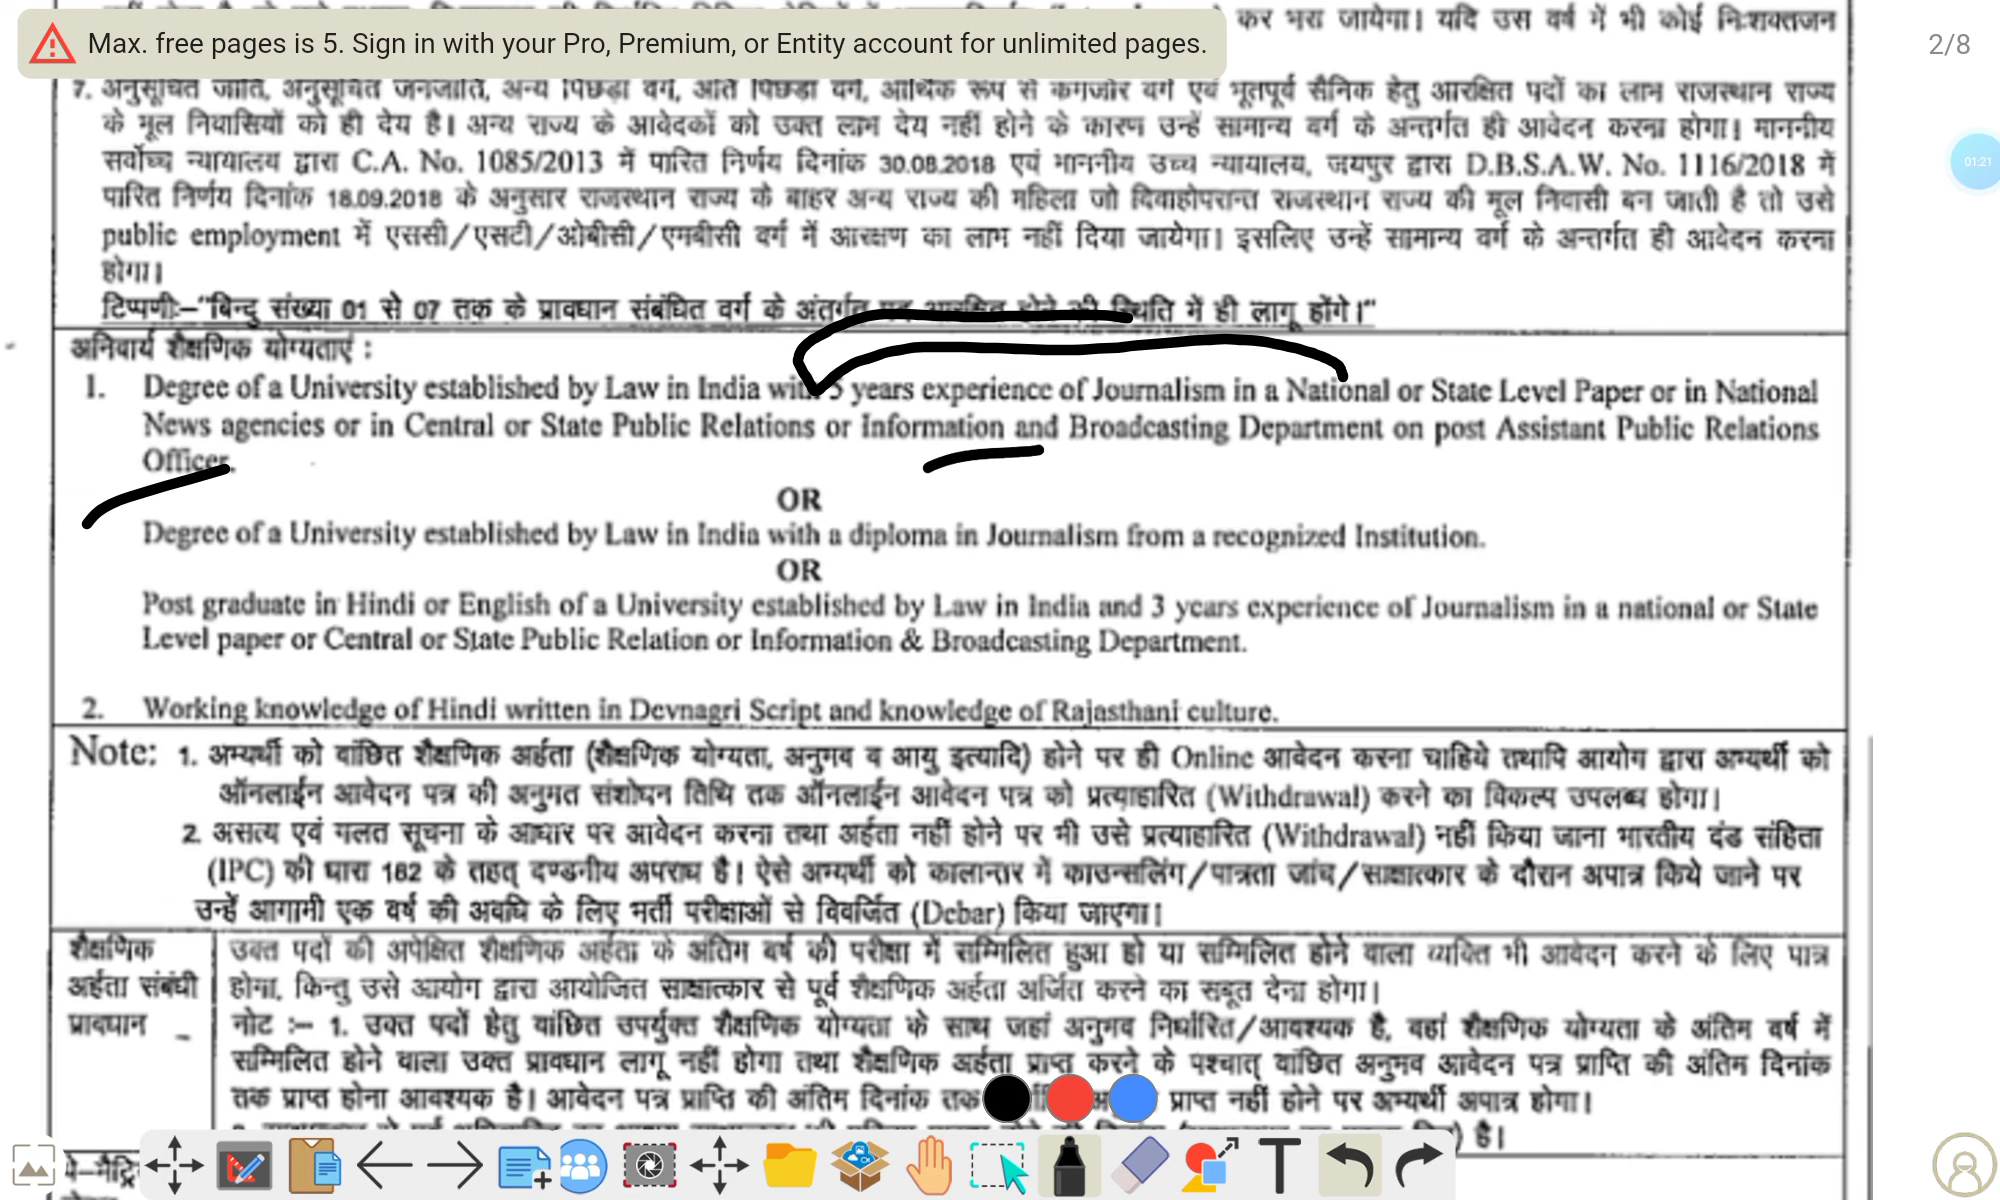 Max. free pages is 5. Sign in with your Pro, Premium, or Entity account for unlimited pages.
कर भरा जायेगा। यदि उस वर्ष में भी कोई निःशक्तजन
2/8
7. अनुसूचित जाति, अनुसूचित जनजाति, अन्य पिछड़ा वर्ग, अति पिछड़ा वर्ग, आर्थिक रूप से कमजोर वर्ग एवं भूतपूर्व सैनिक हेतु आरक्षित पदों का लाभ राजस्थान राज्य
के मूल निवासियों को ही देय है। अन्य राज्य के आवेदकों को उक्त लाभ देय नहीं होने के कारण उन्हें सामान्य वर्ग के अन्तर्गत ही आवेदन करना होगा। माननीय
सर्वोच्च न्यायालय द्वारा C.A. No. 1085/2013 में पारित निर्णय दिनांक 30.08.2018 एवं माननीय उच्च न्यायालय, जयपुर द्वारा D.B.S.A.W. No. 1116/2018 में
01:21
पारित निर्णय दिनांक 18.09.2018 के अनुसार राजस्थान राज्य के बाहर अन्य राज्य की महिला जो विवाहोपरान्त राजस्थान राज्य की मूल निवासी बन जाती है तो उसे
public employment में एससी/एसटी/ओबीसी/एमबीसी वर्ग में आरक्षण का लाभ नहीं दिया जायेगा। इसलिए उन्हें सामान्य वर्ग के अन्तर्गत ही आवेदन करना
होगा।
टिप्पणीः–"बिन्दु संख्या 01 से 07 तक के प्रावधान संबंधित वर्ग के अंतर्गत पद आरक्षित होने की स्थिति में ही लागू होंगे।"
अनिवार्य शैक्षणिक योग्यताएं :
1. Degree of a University established by Law in India with 5 years experience of Journalism in a National or State Level Paper or in National
News agencies or in Central or State Public Relations or Information and Broadcasting Department on post Assistant Public Relations
Officer.
OR
Degree of a University established by Law in India with a diploma in Journalism from a recognized Institution.
OR
Post graduate in Hindi or English of a University established by Law in India and 3 years experience of Journalism in a national or State
Level paper or Central or State Public Relation or Information & Broadcasting Department.
2. Working knowledge of Hindi written in Devnagri Script and knowledge of Rajasthani culture.
Note: 1. अभ्यर्थी को वांछित शैक्षणिक अर्हता (शैक्षणिक योग्यता, अनुभव व आयु इत्यादि) होने पर ही Online आवेदन करना चाहिये तथापि आयोग द्वारा अभ्यर्थी को
ऑनलाईन आवेदन पत्र की अनुमत संशोधन तिथि तक ऑनलाईन आवेदन पत्र को प्रत्याहारित (Withdrawal) करने का विकल्प उपलब्ध होगा।
2. असत्य एवं गलत सूचना के आधार पर आवेदन करना तथा अर्हता नहीं होने पर भी उसे प्रत्याहारित (Withdrawal) नहीं किया जाना भारतीय दंड संहिता
(IPC) की धारा 182 के तहत् दण्डनीय अपराध है। ऐसे अभ्यर्थी को कालान्तर में काउन्सलिंग/पात्रता जांच/साक्षात्कार के दौरान अपात्र किये जाने पर
उन्हें आगामी एक वर्ष की अवधि के लिए भर्ती परीक्षाओं से विवर्जित (Debar) किया जाएगा।
शैक्षणिक
अर्हता संबंधी
प्रावधान
उक्त पदों की अपेक्षित शैक्षणिक अर्हता के अंतिम वर्ष की परीक्षा में सम्मिलित हुआ हो या सम्मिलित होने वाला व्यक्ति भी आवेदन करने के लिए पात्र
होगा, किन्तु उसे आयोग द्वारा आयोजित साक्षात्कार से पूर्व शैक्षणिक अर्हता अर्जित करने का सबूत देना होगा।
नोट :– 1. उक्त पदों हेतु वांछित उपर्युक्त शैक्षणिक योग्यता के साथ जहां अनुभव निर्धारित/आवश्यक है, वहां शैक्षणिक योग्यता के अंतिम वर्ष में
सम्मिलित होने वाला उक्त प्रावधान लागू नहीं होगा तथा शैक्षणिक अर्हता प्राप्त करने के पश्चात् वांछित अनुभव आवेदन पत्र प्राप्ति की अंतिम दिनांक
तक प्राप्त होना आवश्यक है। आवेदन पत्र प्राप्ति की अंतिम दिनांक तक प्राप्त नहीं होने पर अभ्यर्थी अपात्र होगा।
) है।